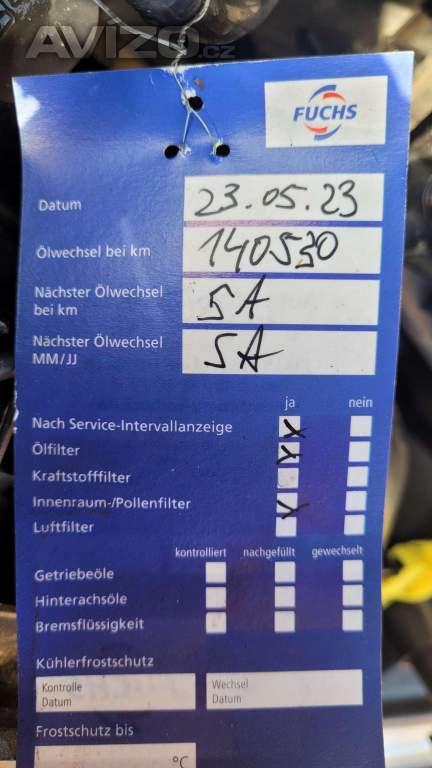 AVIZO.cz
FUCHS
Datum 23.05.23
Ölwechsel bei km 140530
Nächster Ölwechsel
bei km SA
Nächster Ölwechsel
MM/JJ SA
ja nein
Nach Service-Intervallanzeige
Ölfilter
Kraftstofffilter
Innenraum-/Pollenfilter
Luftfilter
kontrolliert nachgefüllt gewechselt
Getriebeöle
Hinterachsöle
Bremsflüssigkeit
Kühlerfrostschutz
Kontrolle Wechsel
Datum Datum
Frostschutz bis
°C